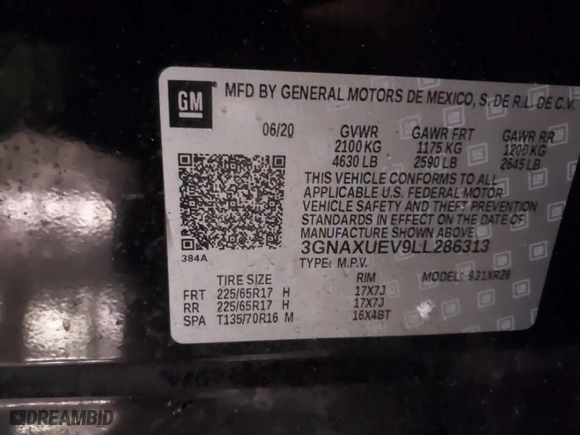 GM
MFD BY GENERAL MOTORS DE MEXICO, S. DE R.L. DE C.V.
06/20 GVWR GAWR FRT GAWR RR
2100 KG 1175 KG 1200 KG
4630 LB 2590 LB 2645 LB
THIS VEHICLE CONFORMS TO ALL
APPLICABLE U.S. FEDERAL MOTOR
VEHICLE SAFETY AND THEFT PREVENTION
STANDARDS IN EFFECT ON THE DATE OF
MANUFACTURE SHOWN ABOVE.
3GNAXUEV9LL286313
384A
TYPE: M.P.V. MODEL: 931XR26
TIRE SIZE RIM
FRT 225/65R17 H 17X7J
RR 225/65R17 H 17X7J
SPA T135/70R16 M 16X4BT
DREAMBID